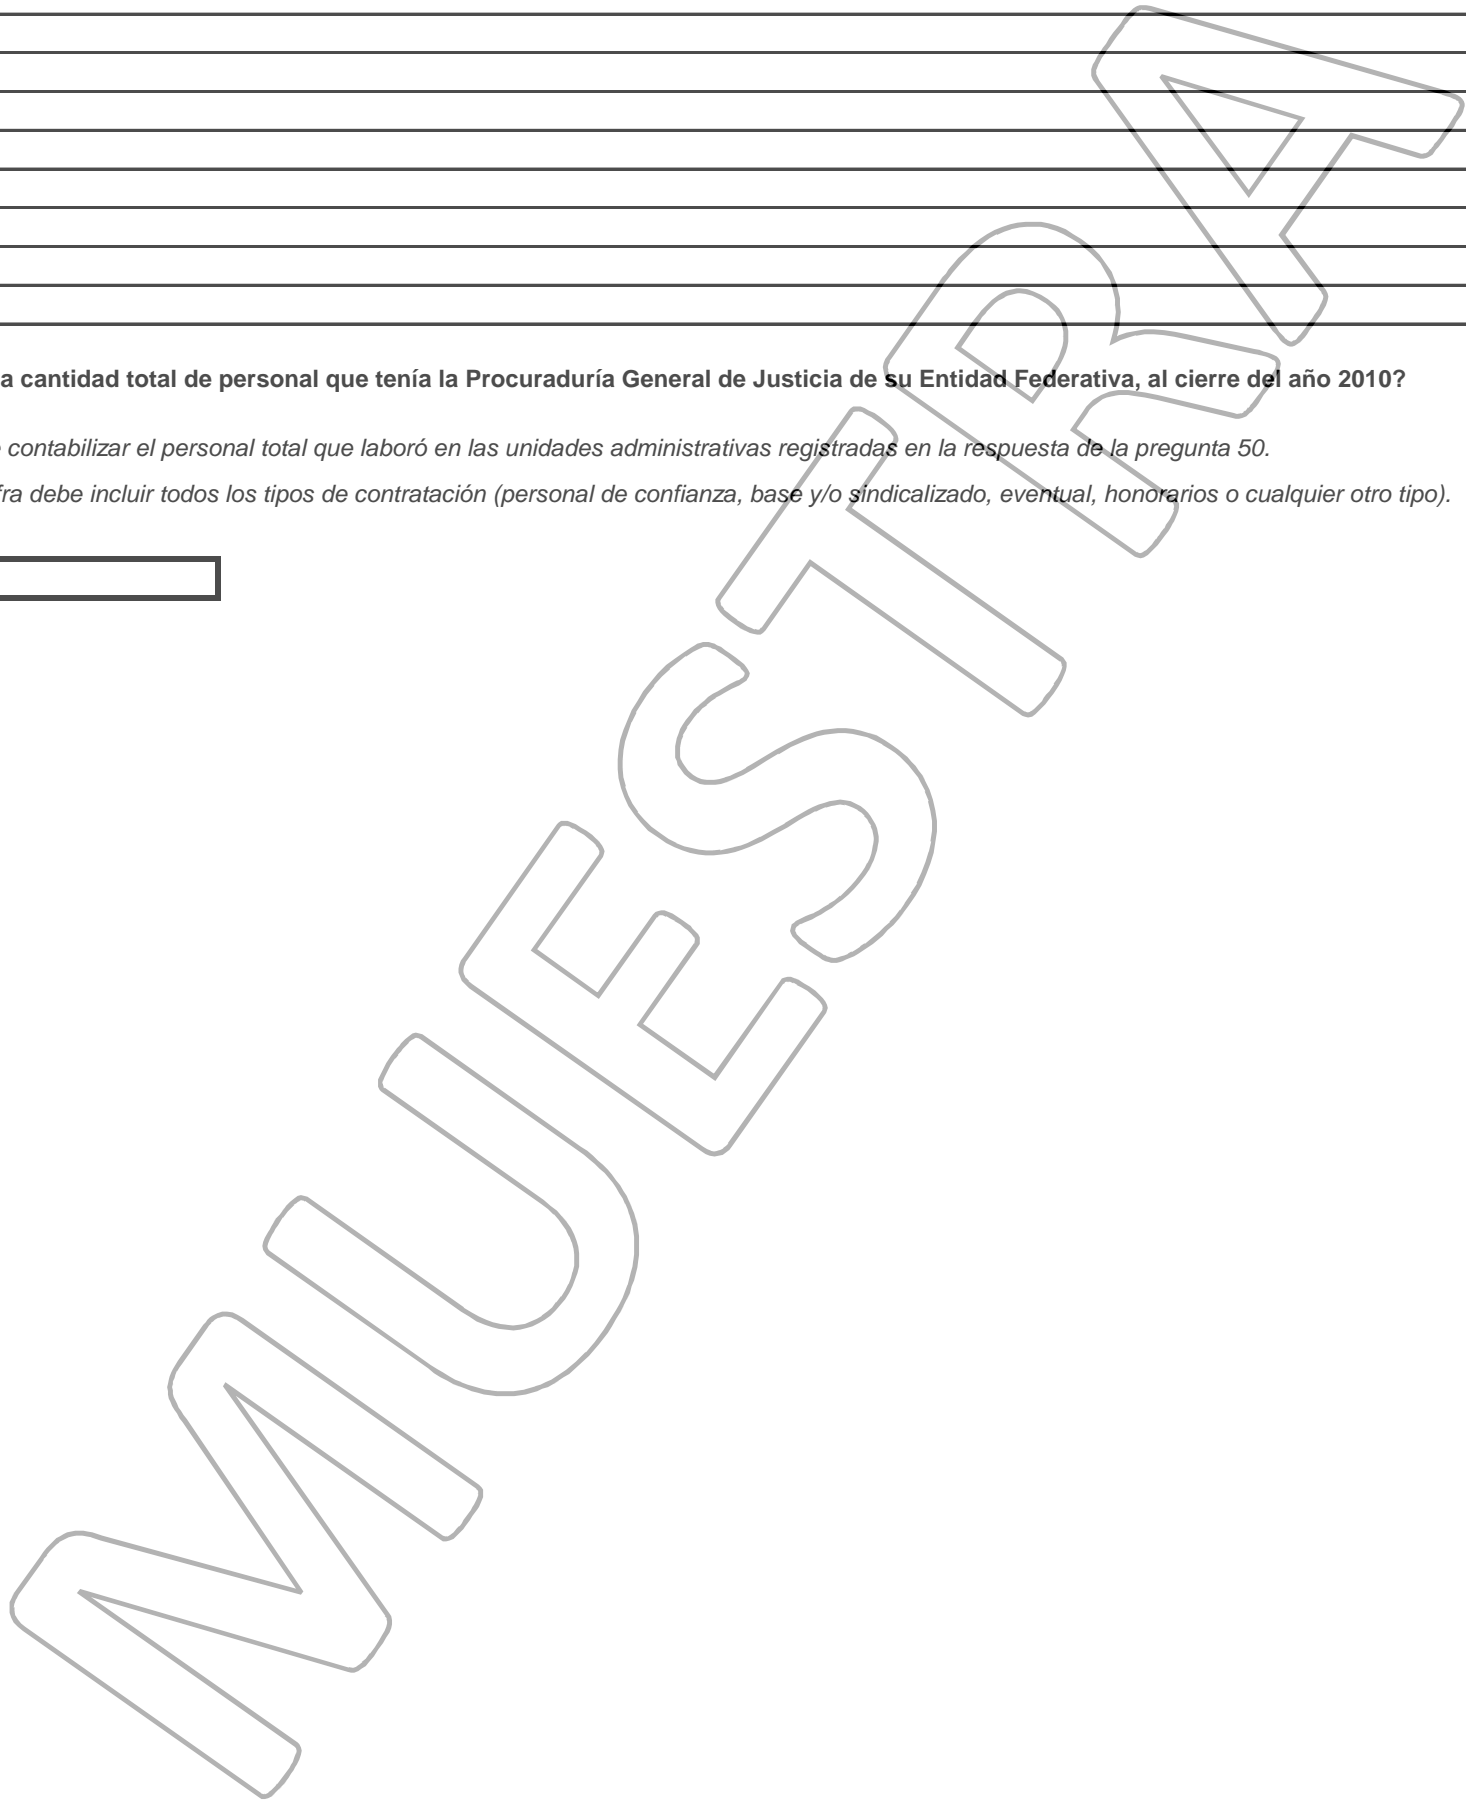 a cantidad total de personal que tenía la Procuraduría General de Justicia de su Entidad Federativa, al cierre del año 2010?
contabilizar el personal total que laboró en las unidades administrativas registradas en la respuesta de la pregunta 50.
fra debe incluir todos los tipos de contratación (personal de confianza, base y/o sindicalizado, eventual, honorarios o cualquier otro tipo).
MUESTRA